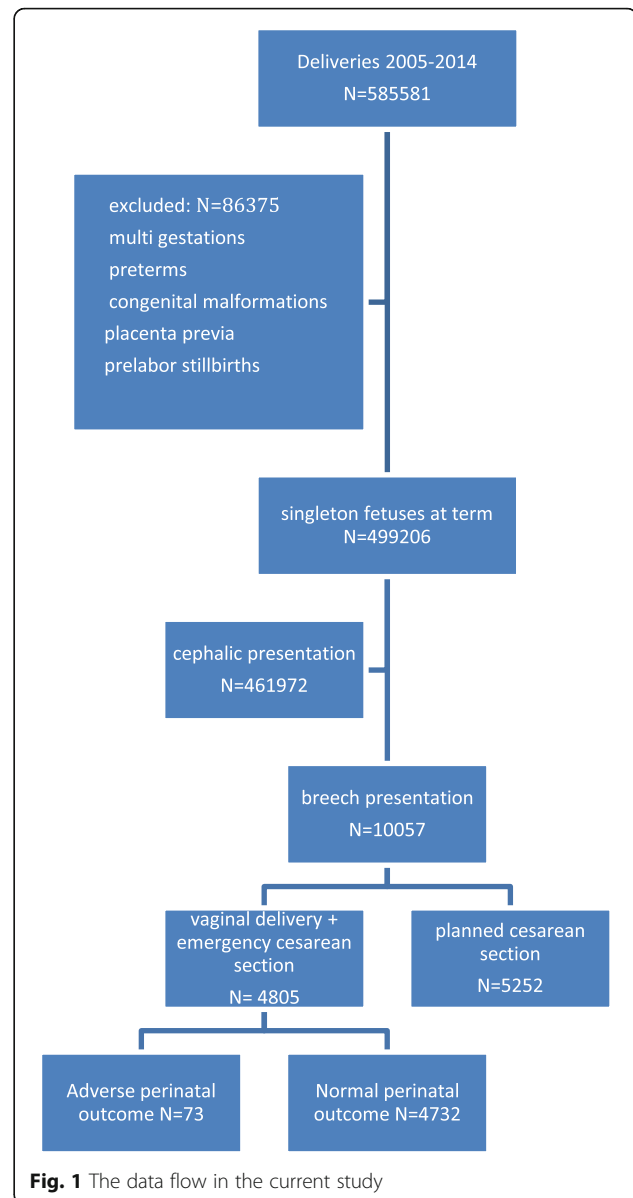 Deliveries 2005-2014
N=585581
excluded: N=86375
multi gestations
preterms
congenital malformations
placenta previa
prelabor stillbirths
singleton fetuses at term
N=499206
cephalic presentation
N=461972
breech presentation
N=10057
vaginal delivery +
emergency cesarean
section
N= 4805
planned cesarean
section
N=5252
Adverse perinatal
outcome N=73
Normal perinatal
outcome N=4732
Fig. 1 The data flow in the current study